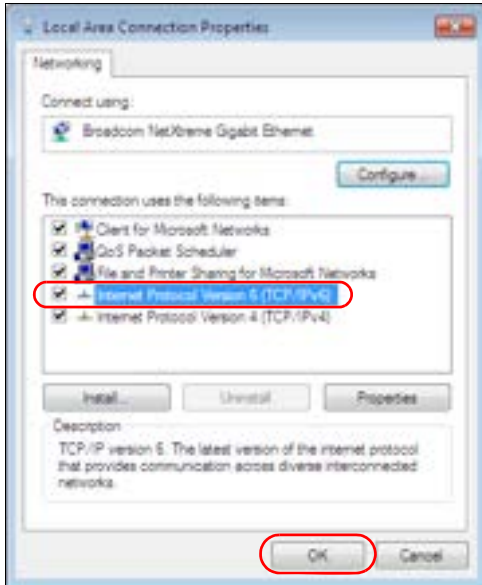 Local Area Connection Properties
Networking
Connect using:
Broadcom NetXtreme Gigabit Ethernet
Configure...
This connection uses the following items:
Client for Microsoft Networks
QoS Packet Scheduler
File and Printer Sharing for Microsoft Networks
Internet Protocol Version 6 (TCP/IPv6)
Internet Protocol Version 4 (TCP/IPv4)
Install...
Uninstall
Properties
Description
TCP/IP version 6. The latest version of the internet protocol
that provides communication across diverse interconnected
networks.
OK
Cancel